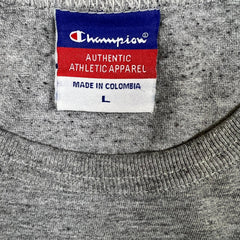 Champion®
AUTHENTIC
ATHLETIC APPAREL
MADE IN COLOMBIA
L